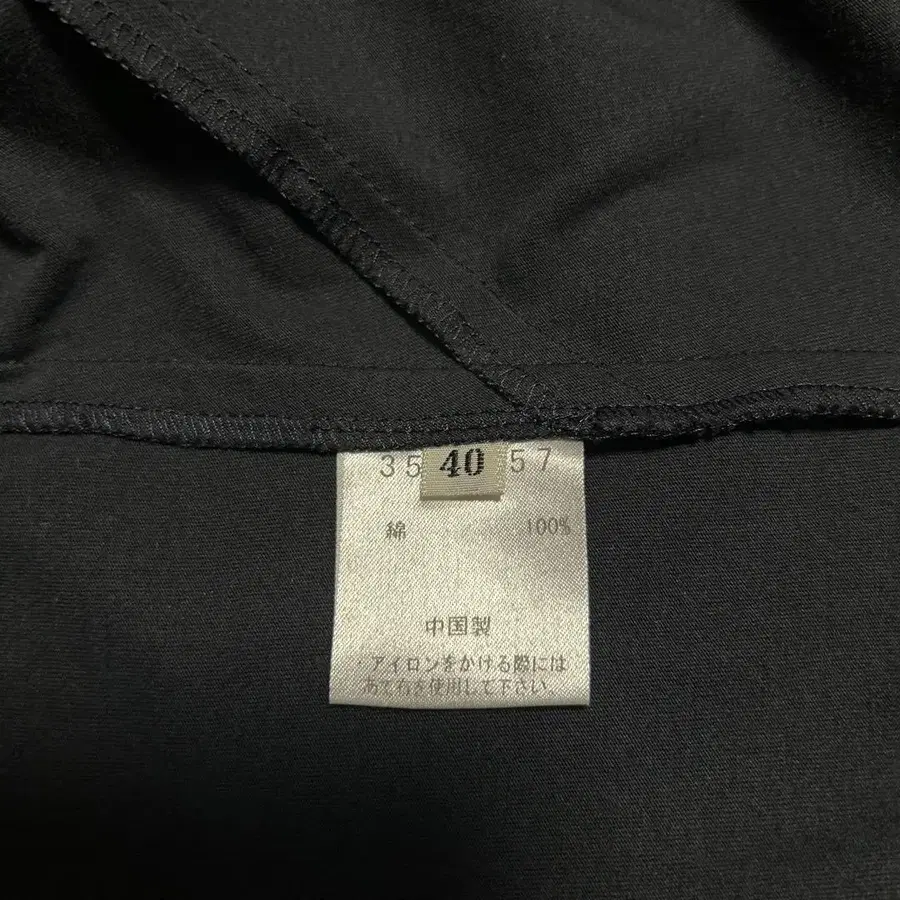 35 40 57
綿 100%
中国製
・アイロンをかける際には
あて布を使用して下さい